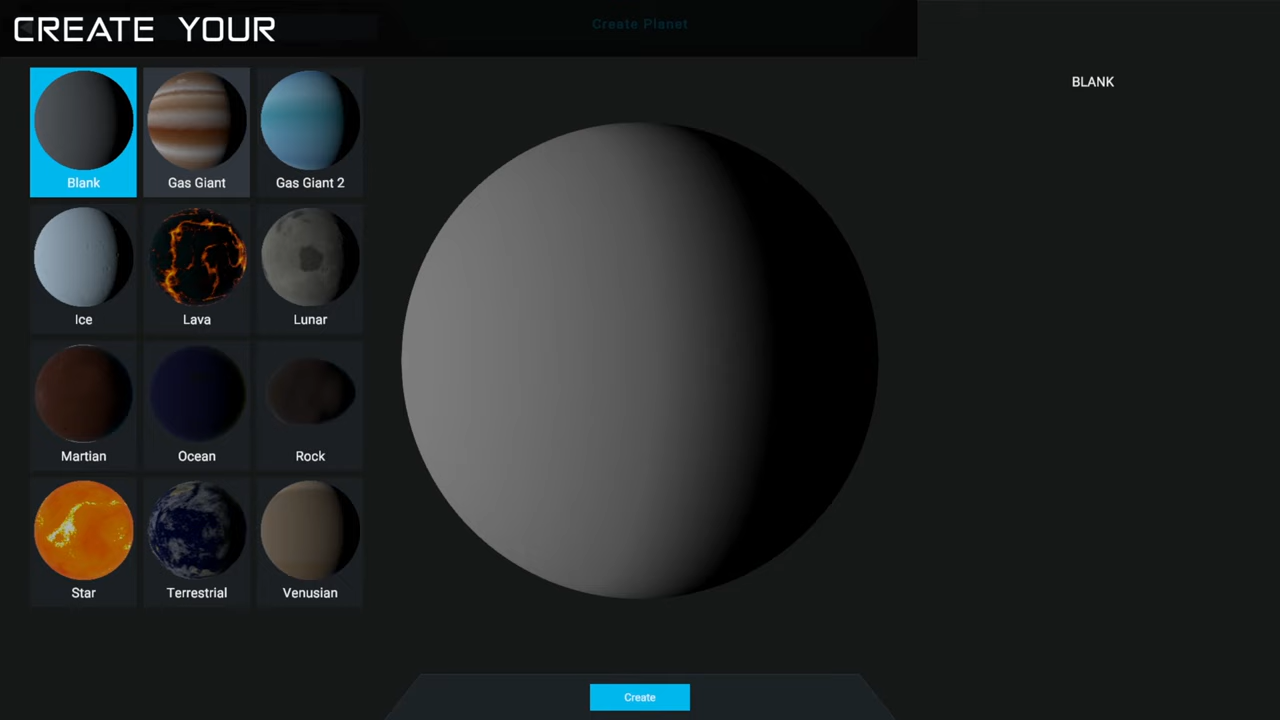 CREATE YOUR
Create Planet
BLANK
Blank
Gas Giant
Gas Giant 2
Ice
Lava
Lunar
Martian
Ocean
Rock
Star
Terrestrial
Venusian
Create